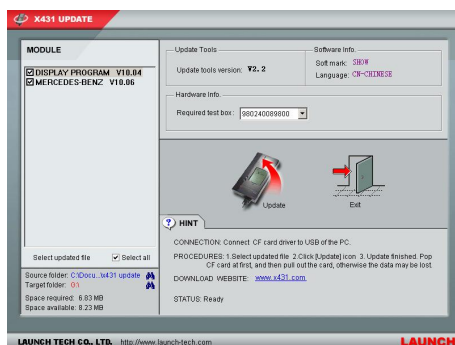 X431 UPDATE
MODULE
DISPLAY PROGRAM V10.04
MERCEDES-BENZ V10.06
Select updated file
Select all
Source folder: C:\Docu...\x431 update
Target folder: G:\
Space required: 6.83 MB
Space available: 8.23 MB
Update Tools
Update tools version: V2.2
Software Info.
Soft mark: SHOW
Language: CN-CHINESE
Hardware Info.
Required test box: 980240089800
Update
Exit
HINT
CONNECTION: Connect CF card driver to USB of the PC.
PROCEDURES: 1.Select updated file 2.Click [Update] icon 3. Update finished. Pop
CF card at first, and then pull out the card, otherwise the data may be lost.
DOWNLOAD WEBSITE: www.x431.com
STATUS: Ready
LAUNCH TECH CO., LTD. http://www.launch-tech.com
LAUNCH